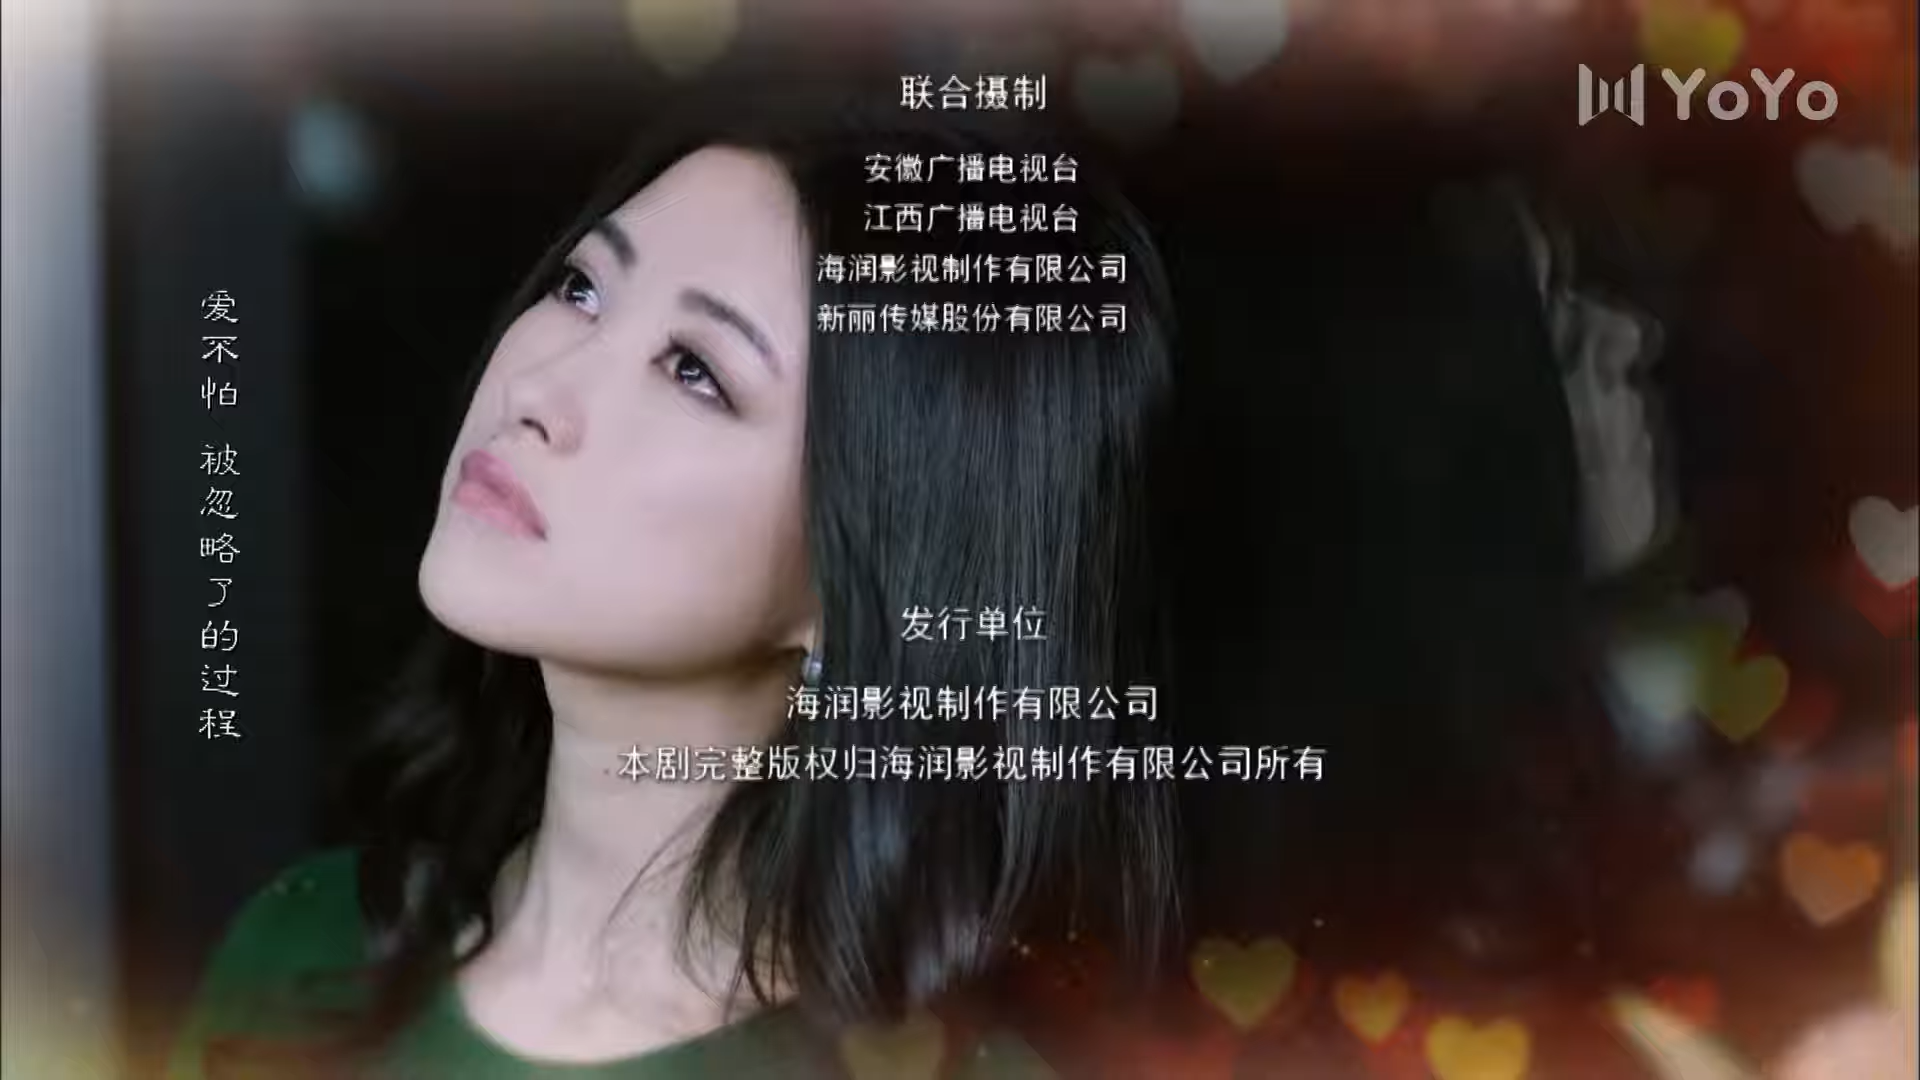 联合摄制
YoYo
安徽广播电视台
江西广播电视台
海润影视制作有限公司
新丽传媒股份有限公司
爱不怕 被忽略了的过程
发行单位
海润影视制作有限公司
本剧完整版权归海润影视制作有限公司所有